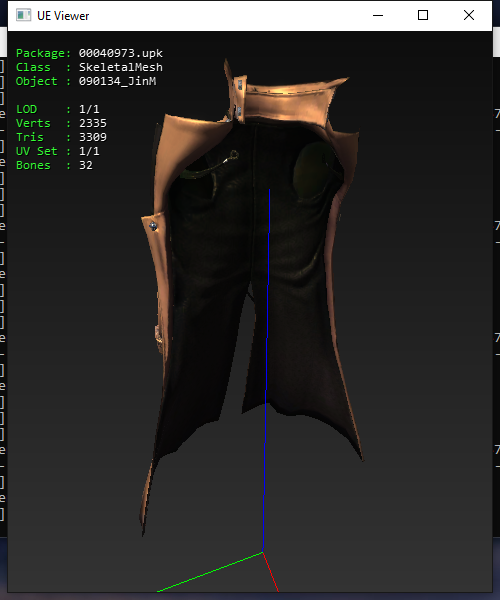 UE Viewer
Package: 00040973.upk
Class  : SkeletalMesh
Object : 090134_JinM
LOD    : 1/1
Verts  : 2335
Tris   : 3309
UV Set : 1/1
Bones  : 32